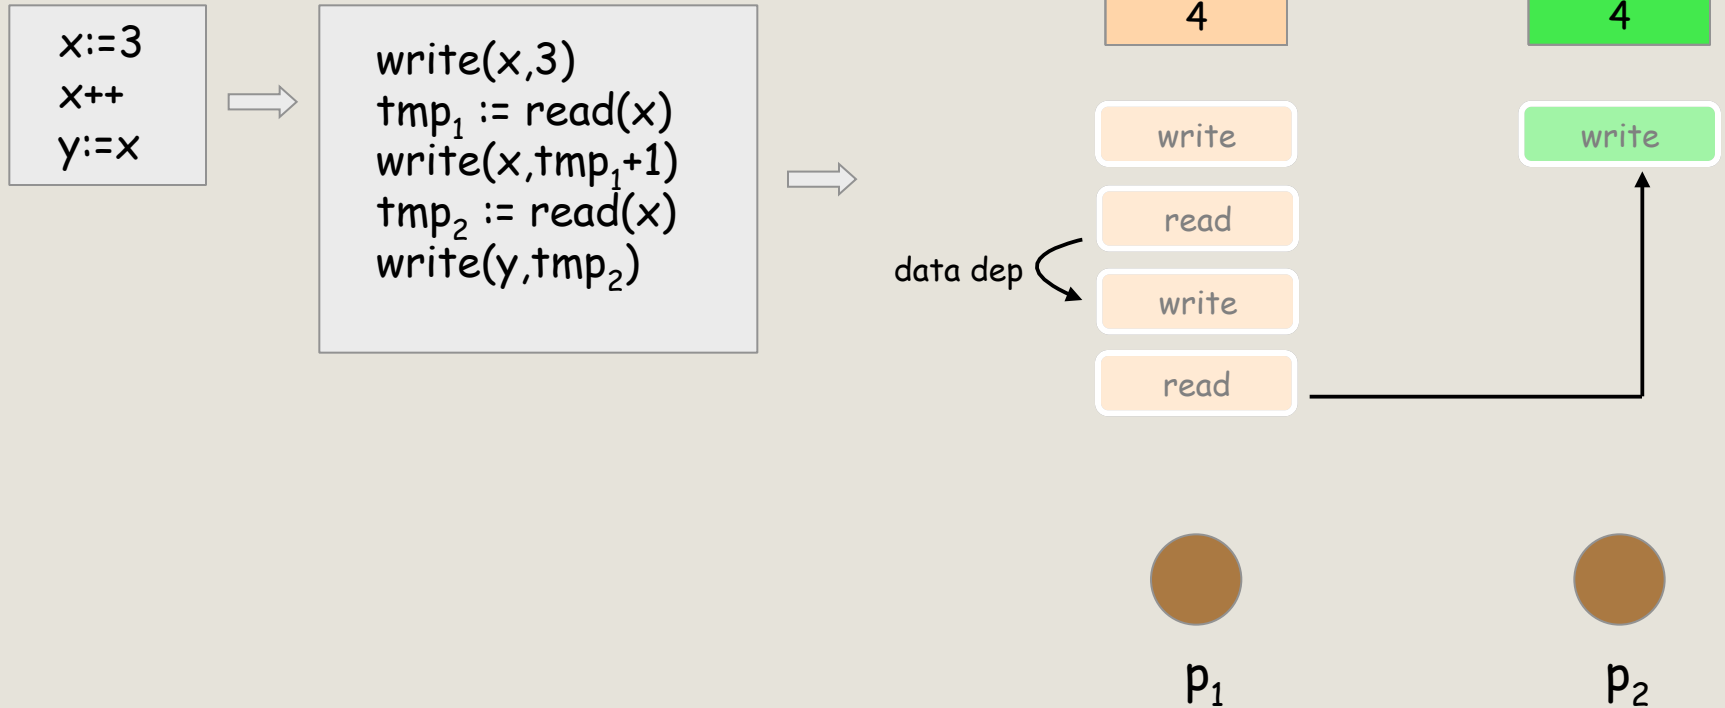 x:=3
x++
y:=x
write(x,3)
tmp₁ := read(x)
write(x,tmp₁+1)
tmp₂ := read(x)
write(y,tmp₂)
4
4
write
write
read
data dep
write
read
p₁
p₂